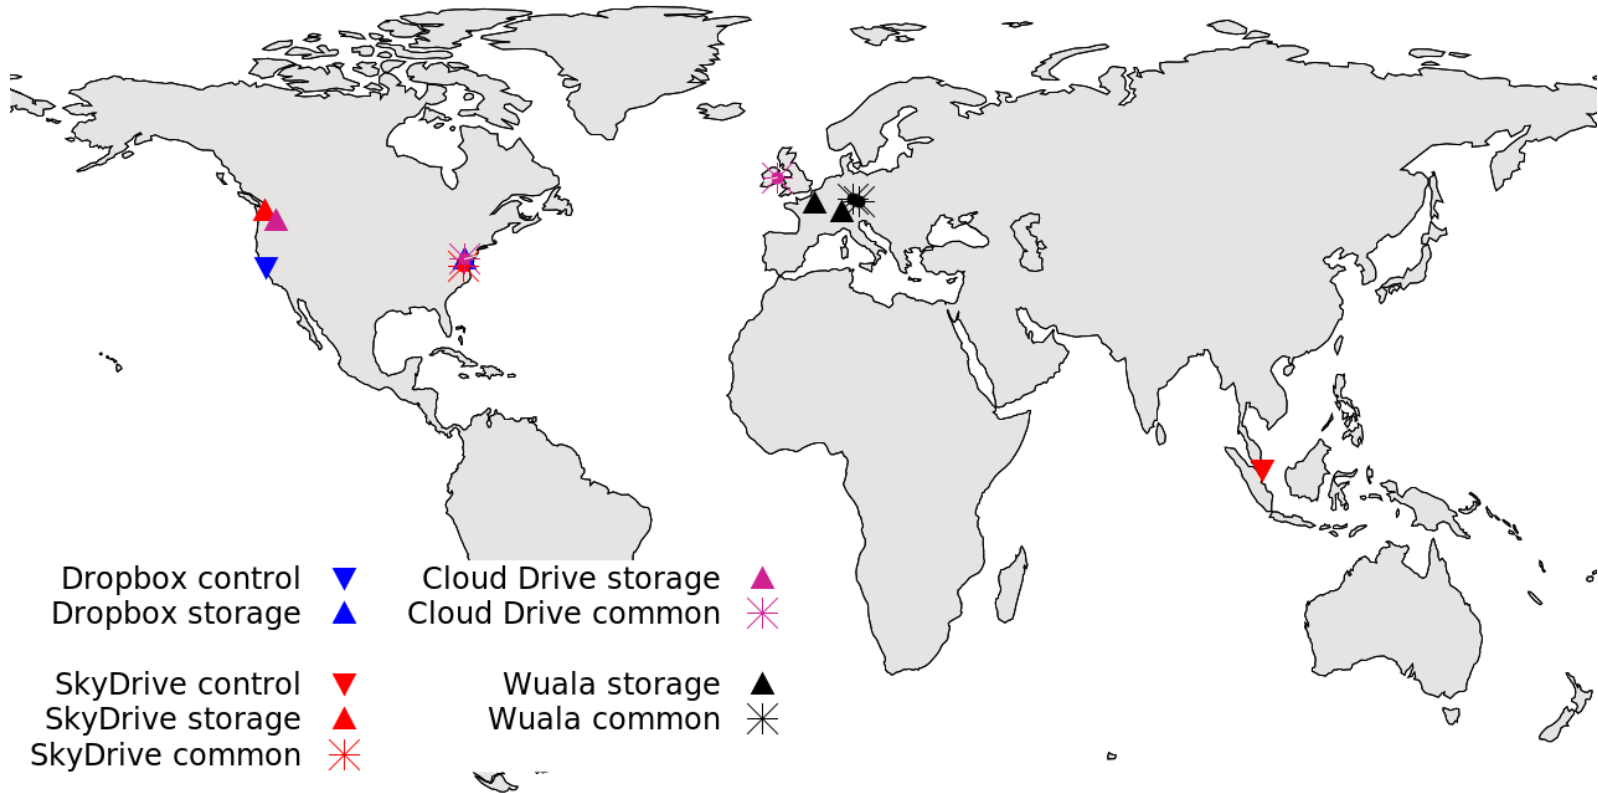 Dropbox control
Dropbox storage
SkyDrive control
SkyDrive storage
SkyDrive common
Cloud Drive storage
Cloud Drive common
Wuala storage
Wuala common